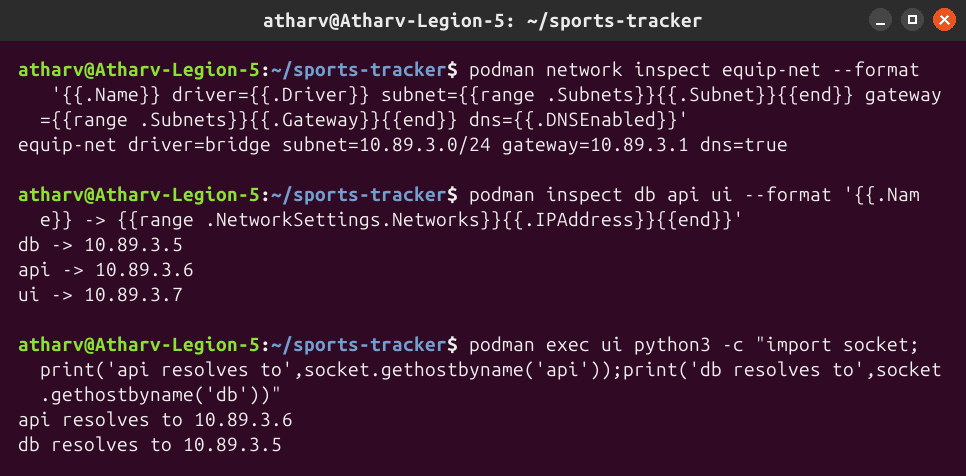 atharv@Atharv-Legion-5: ~/sports-tracker
atharv@Atharv-Legion-5:~/sports-tracker$ podman network inspect equip-net --format
'{{.Name}} driver={{.Driver}} subnet={{range .Subnets}}{{.Subnet}}{{end}} gateway
={{range .Subnets}}{{.Gateway}}{{end}} dns={{.DNSEnabled}}'
equip-net driver=bridge subnet=10.89.3.0/24 gateway=10.89.3.1 dns=true
atharv@Atharv-Legion-5:~/sports-tracker$ podman inspect db api ui --format '{{.Nam
e}} -> {{range .NetworkSettings.Networks}}{{.IPAddress}}{{end}}'
db -> 10.89.3.5
api -> 10.89.3.6
ui -> 10.89.3.7
atharv@Atharv-Legion-5:~/sports-tracker$ podman exec ui python3 -c "import socket;
print('api resolves to',socket.gethostbyname('api'));print('db resolves to',socket
.gethostbyname('db'))"
api resolves to 10.89.3.6
db resolves to 10.89.3.5